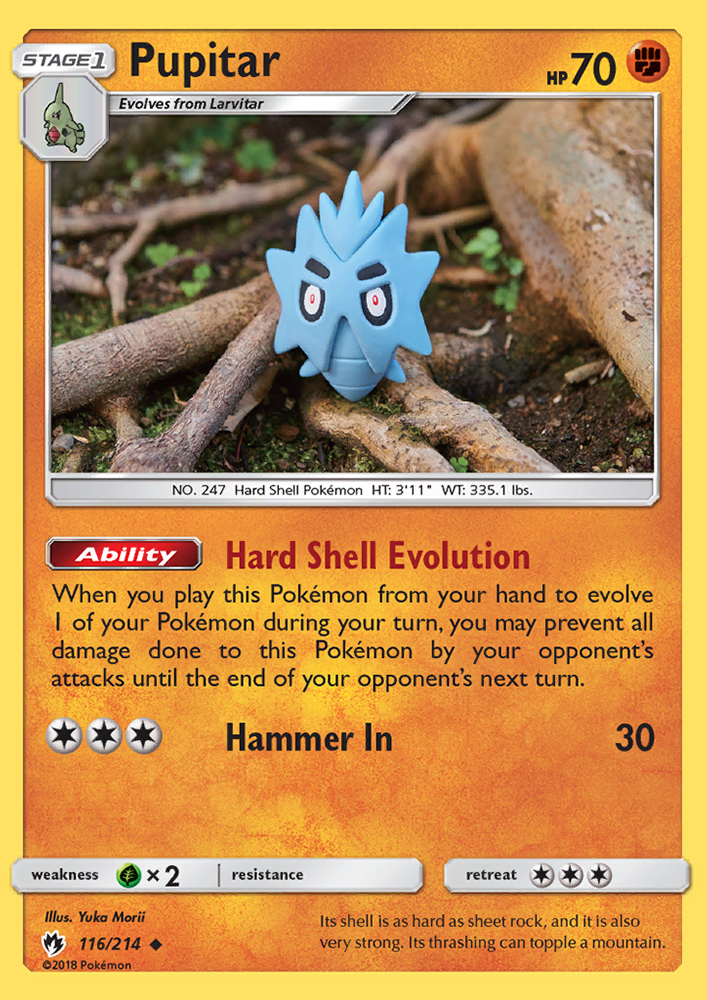 STAGE 1
Pupitar
HP 70
Evolves from Larvitar
NO. 247 Hard Shell Pokémon HT: 3'11" WT: 335.1 lbs.
Ability Hard Shell Evolution
When you play this Pokémon from your hand to evolve
1 of your Pokémon during your turn, you may prevent all
damage done to this Pokémon by your opponent's
attacks until the end of your opponent's next turn.
Hammer In 30
weakness ×2 resistance retreat
Illus. Yuka Morii
116/214
©2018 Pokémon
Its shell is as hard as sheet rock, and it is also
very strong. Its thrashing can topple a mountain.